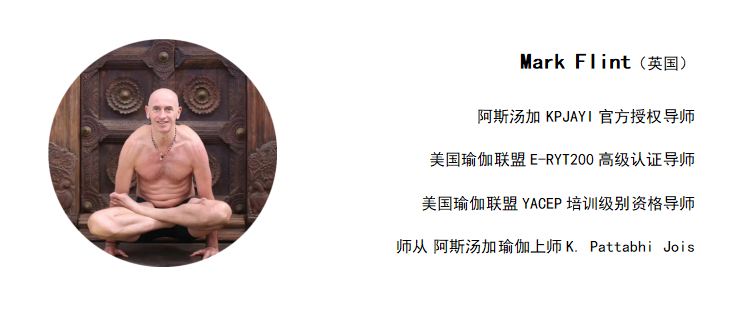 Mark Flint（英国）
阿斯汤加 KPJAYI 官方授权导师
美国瑜伽联盟 E-RYT200 高级认证导师
美国瑜伽联盟 YACEP 培训级别资格导师
师从 阿斯汤加瑜伽上师 K. Pattabhi Jois